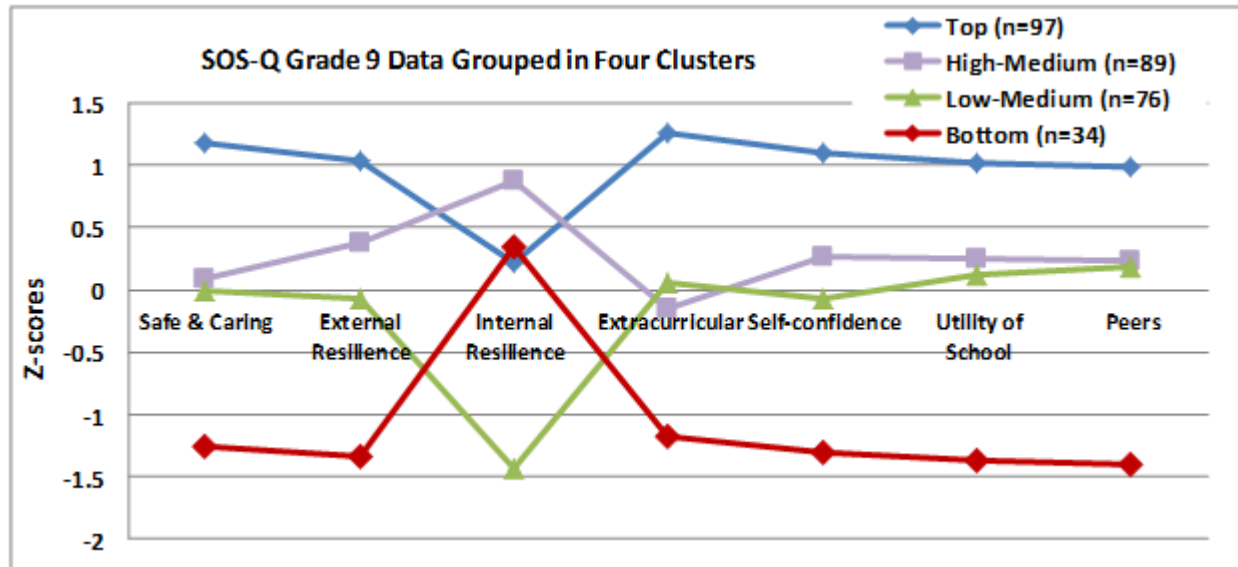 SOS-Q Grade 9 Data Grouped in Four Clusters
Top (n=97)
High-Medium (n=89)
Low-Medium (n=76)
Bottom (n=34)
Z-scores
1.5
1
0.5
0
-0.5
-1
-1.5
-2
Safe & Caring
External
Resilience
Internal
Resilience
Extracurricular
Self-confidence
Utility of
School
Peers